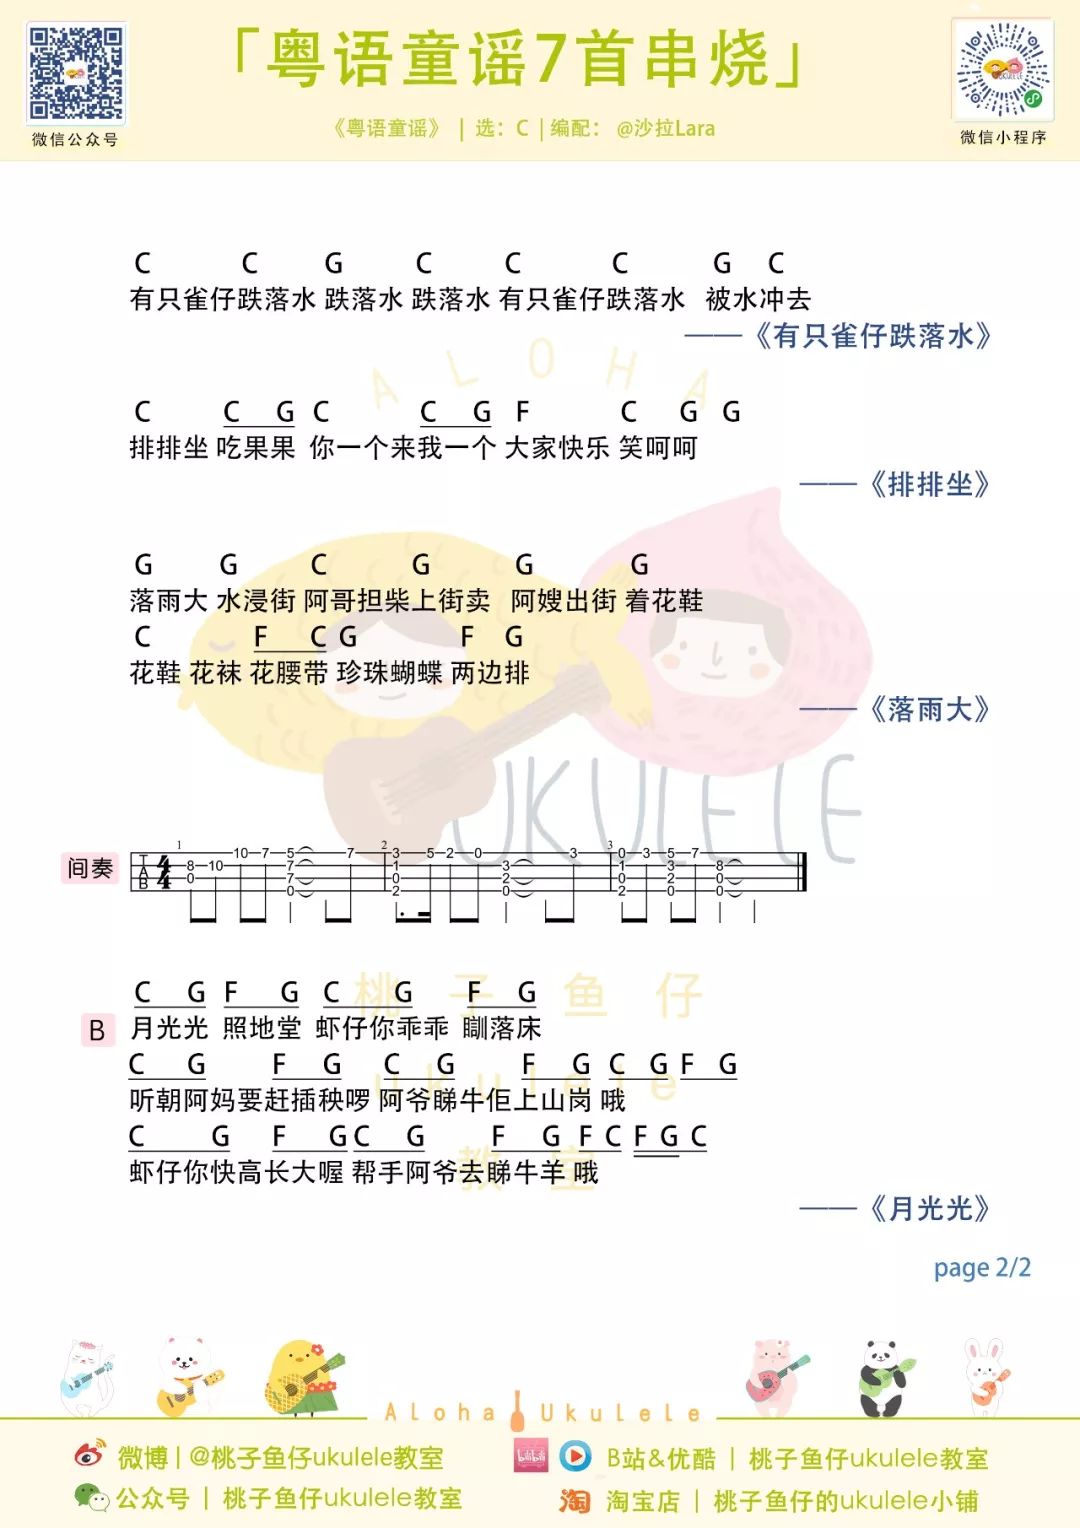 「粤语童谣7首串烧」
《粤语童谣》 | 选：C | 编配：@沙拉Lara
微信公众号
微信小程序
C C G C C C G C
有只雀仔跌落水 跌落水 跌落水 有只雀仔跌落水 被水冲去
——《有只雀仔跌落水》
ALOHA
C C G C C G F C G G
排排坐 吃果果 你一个来我一个 大家快乐 笑呵呵
——《排排坐》
G G C G G G
落雨大 水浸街 阿哥担柴上街卖 阿嫂出街 着花鞋
C F C G F G
花鞋 花袜 花腰带 珍珠蝴蝶 两边排
——《落雨大》
UKULELE
间奏
1 2 3
T 4 10 7 5 7 3 5 2 0 3 0 3 5 7
A 4 8 10 7 1 3 1 3 8
B 0 7 0 2 0 2 0
0 2 0 2 0 0
C G F G C G F G
B 月光光 照地堂 虾仔你乖乖 瞓落床
C G F G C G F G C G F G
听朝阿妈要赶插秧啰 阿爷睇牛佢上山岗 哦
C G F G C G F G F C F G C
虾仔你快高长大喔 帮手阿爷去睇牛羊 哦
桃子鱼仔
ukulele
教室
——《月光光》
page 2/2
Aloha Ukulele
微博 | @桃子鱼仔ukulele教室
bilibili B站&优酷 | 桃子鱼仔ukulele教室
公众号 | 桃子鱼仔ukulele教室
淘 淘宝店 | 桃子鱼仔的ukulele小铺